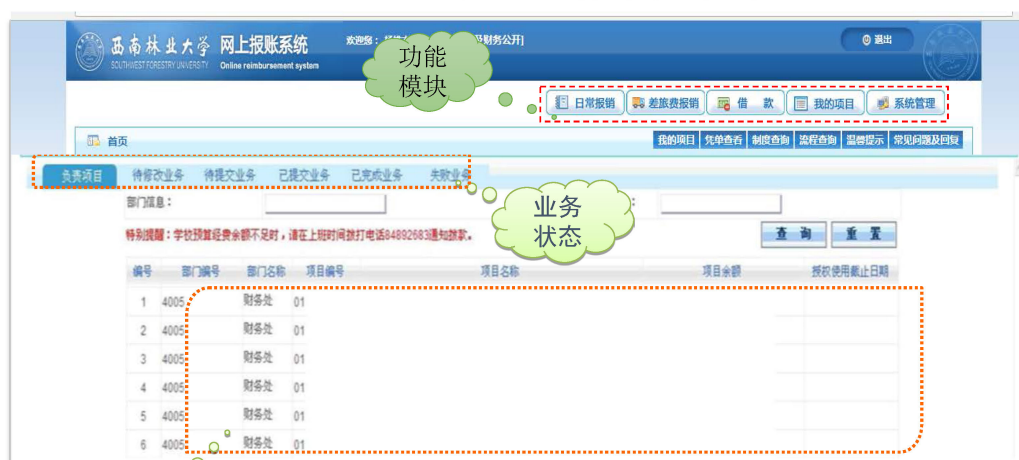 西南林业大学 网上报账系统
SOUTHWEST FORESTRY UNIVERSITY Online reimbursement system
欢迎您：
及财务公开]
退出
功能
模块
日常报销 差旅费报销 借 款 我的项目 系统管理
首页
我的项目 凭单查看 制度查询 流程查询 温馨提示 常见问题及回复
负责项目 待修改业务 待提交业务 已提交业务 已完成业务 失败业务
部门信息：
：
业务
状态
特别提醒：学校预算经费余额不足时，请在上班时间拨打电话84892683通知拨款。
查 询 重 置
编号 部门编号 部门名称 项目编号 项目名称 项目余额 授权使用截止日期
1 4005 财务处 01
2 4005 财务处 01
3 4005 财务处 01
4 4005 财务处 01
5 4005 财务处 01
6 4005 财务处 01